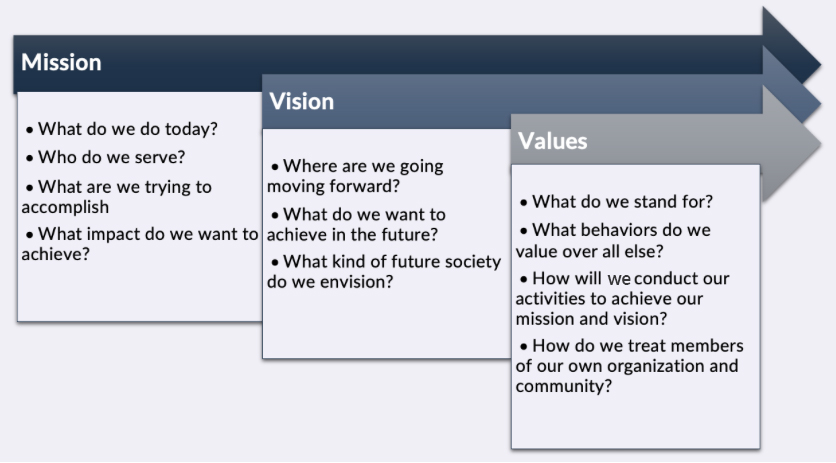 Mission
• What do we do today?
• Who do we serve?
• What are we trying to
accomplish
• What impact do we want to
achieve?
Vision
• Where are we going
moving forward?
• What do we want to
achieve in the future?
• What kind of future society
do we envision?
Values
• What do we stand for?
• What behaviors do we
value over all else?
• How will we conduct our
activities to achieve our
mission and vision?
• How do we treat members
of our own organization and
community?